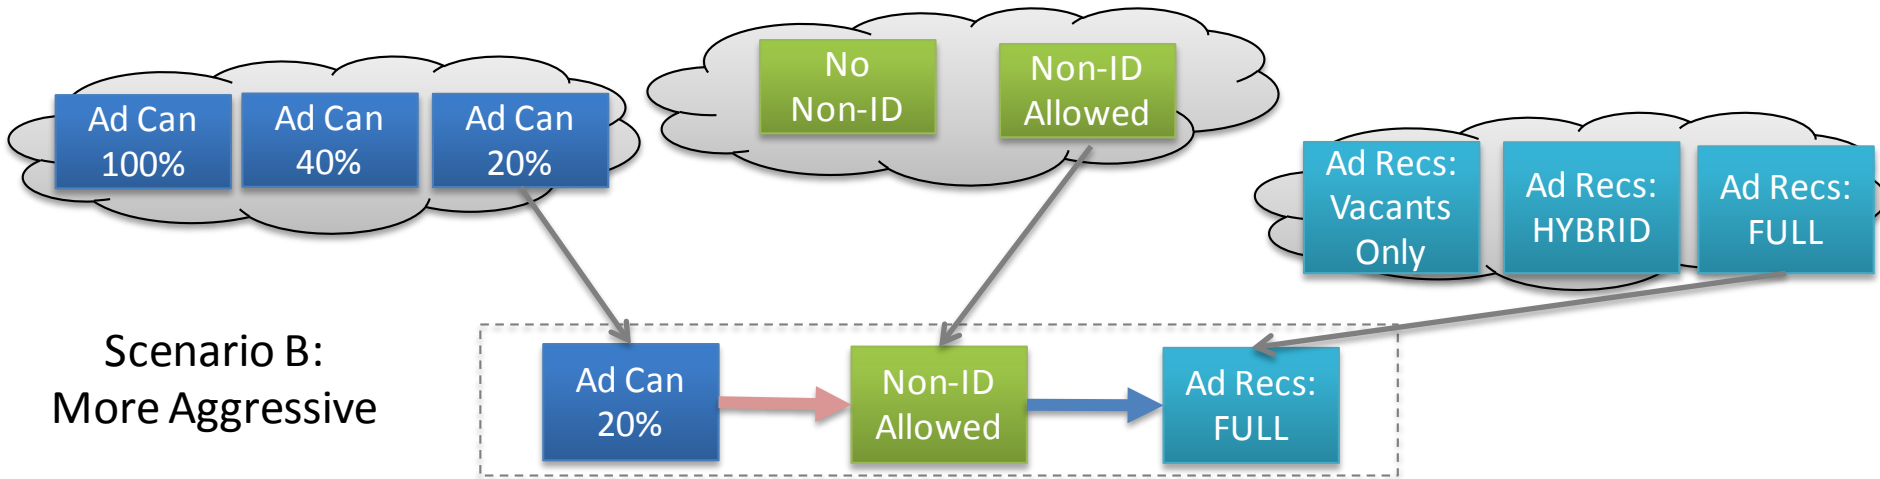 Ad Can
100%
Ad Can
40%
Ad Can
20%
No
Non-ID
Non-ID
Allowed
Ad Recs:
Vacants
Only
Ad Recs:
HYBRID
Ad Recs:
FULL
Scenario B:
More Aggressive
Ad Can
20%
Non-ID
Allowed
Ad Recs:
FULL